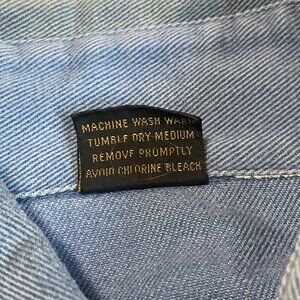 MACHINE WASH WARM
TUMBLE DRY MEDIUM
REMOVE PROMPTLY
AVOID CHLORINE BLEACH